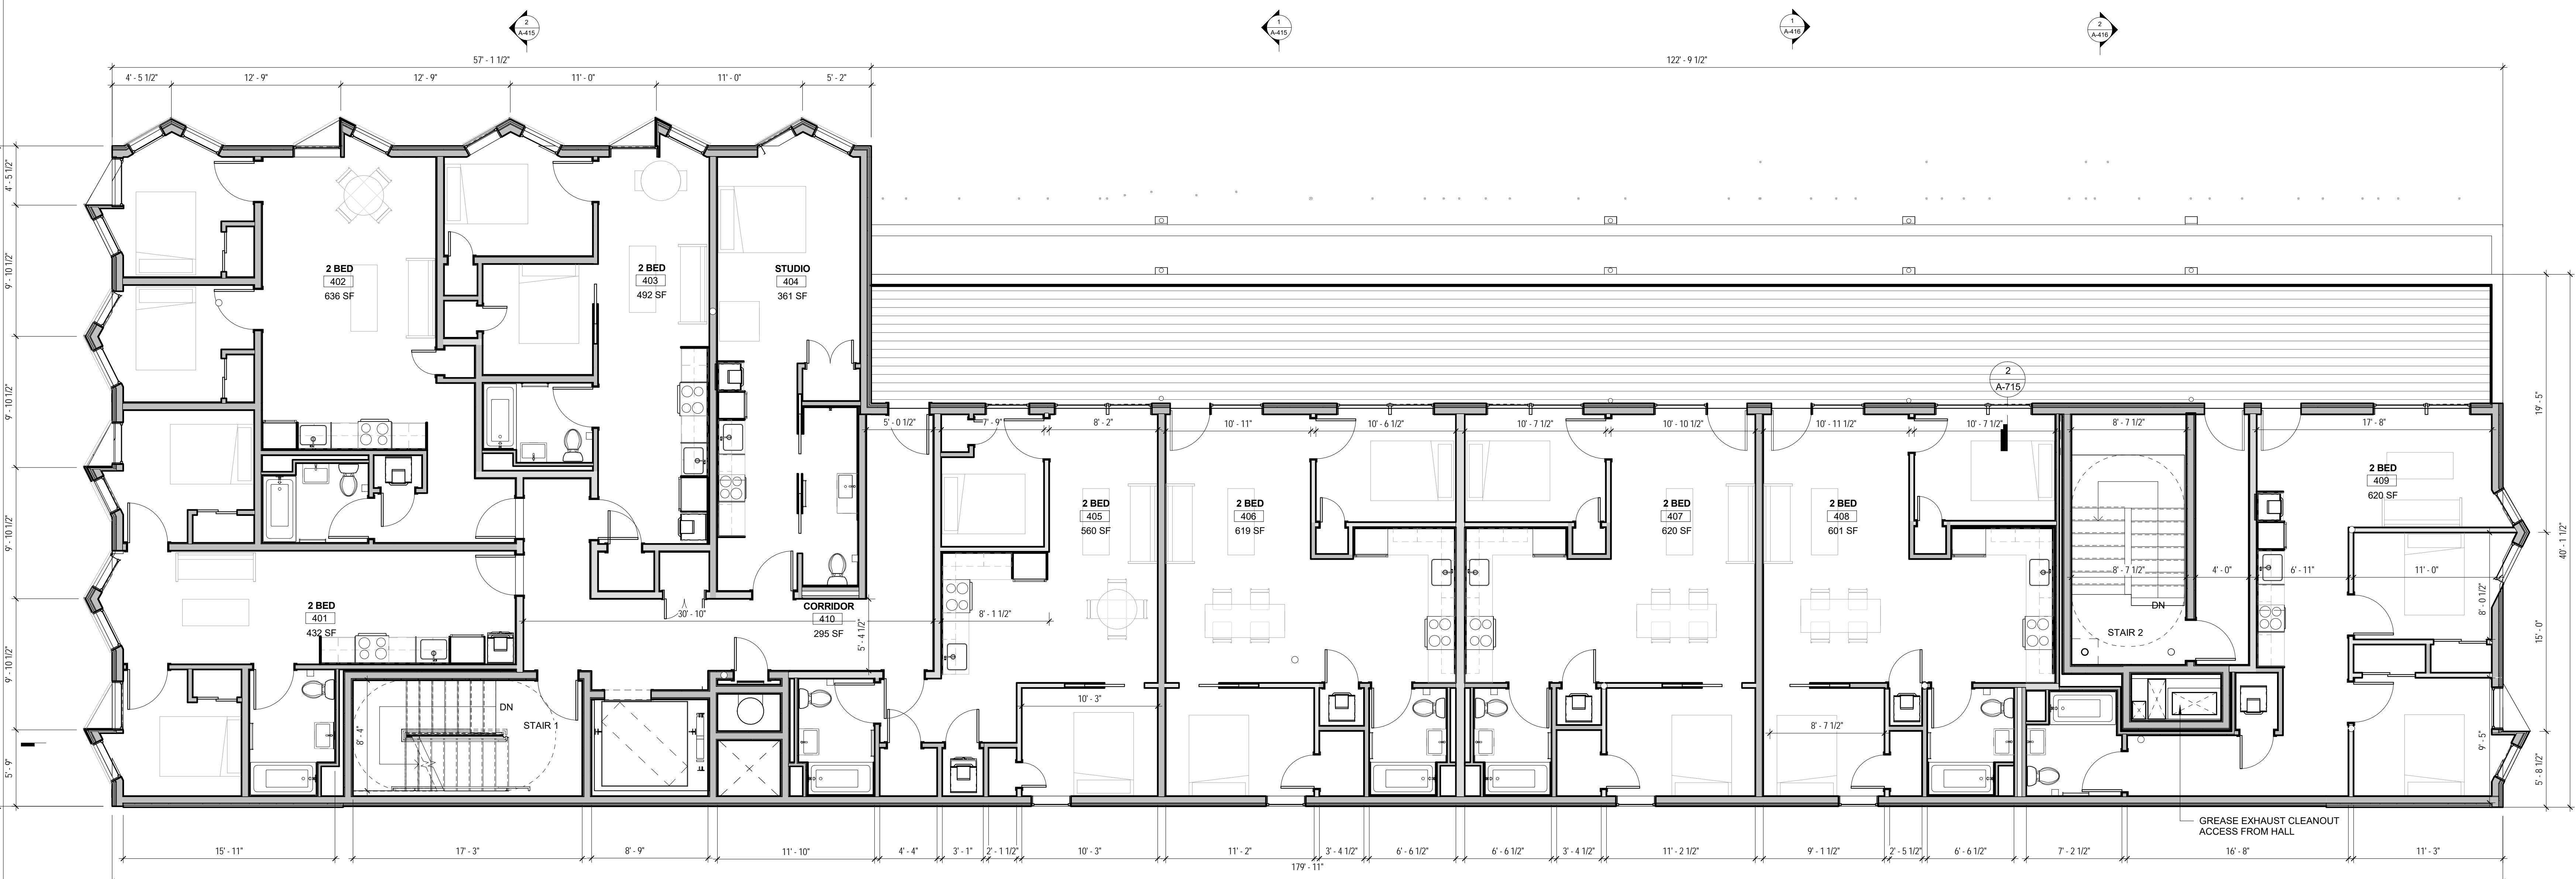 2
A-415
1
A-415
1
A-416
2
A-416
57' - 1 1/2"
122' - 9 1/2"
4' - 5 1/2"
12' - 9"
12' - 9"
11' - 0"
11' - 0"
5' - 2"
4' - 5 1/2"
9' - 10 1/2"
9' - 10 1/2"
9' - 10 1/2"
9' - 10 1/2"
5' - 9"
2 BED
402
636 SF
2 BED
403
492 SF
STUDIO
404
361 SF
2
A-715
19' - 5"
40' - 1 1/2"
15' - 0"
5' - 8 1/2"
5' - 0 1/2"
7' - 9"
8' - 2"
10' - 11"
10' - 6 1/2"
10' - 7 1/2"
10' - 10 1/2"
10' - 11 1/2"
10' - 7 1/2"
8' - 7 1/2"
17' - 8"
2 BED
409
620 SF
2 BED
405
560 SF
2 BED
406
619 SF
2 BED
407
620 SF
2 BED
408
601 SF
8' - 7 1/2"
4' - 0"
6' - 11"
11' - 0"
8' - 0 1/2"
2 BED
401
432 SF
30' - 10"
CORRIDOR
410
295 SF
5' - 4 1/2"
8' - 1 1/2"
DN
STAIR 2
DN
STAIR 1
8' - 4"
10' - 3"
8' - 7 1/2"
9' - 5"
GREASE EXHAUST CLEANOUT
ACCESS FROM HALL
15' - 11"
17' - 3"
8' - 9"
11' - 10"
4' - 4"
3' - 1"
2' - 1 1/2"
10' - 3"
11' - 2"
3' - 4 1/2"
6' - 6 1/2"
6' - 6 1/2"
3' - 4 1/2"
11' - 2 1/2"
9' - 1 1/2"
2' - 5 1/2"
6' - 6 1/2"
7' - 2 1/2"
16' - 8"
11' - 3"
179' - 11"